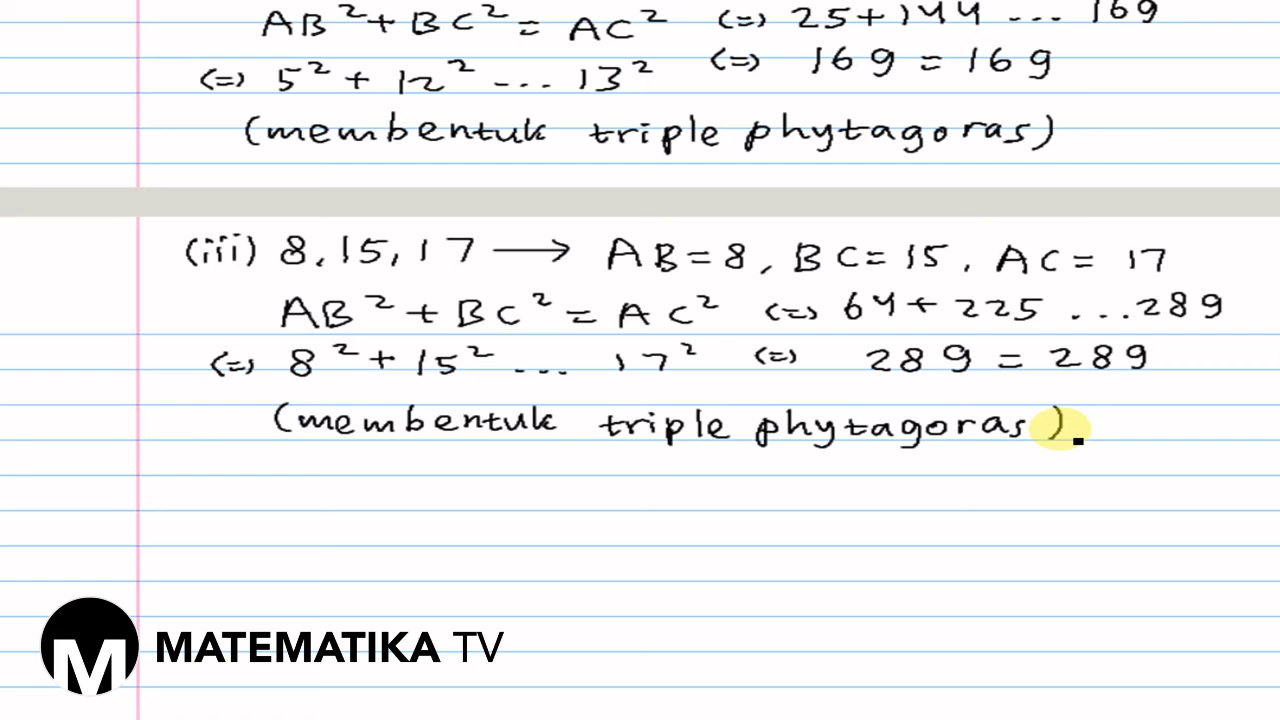 AB² + BC² = AC² (=) 25 + 144 ... 169
(=) 5² + 12² ... 13² (=) 169 = 169
(membentuk triple phytagoras)
(iii) 8, 15, 17 → AB = 8, BC = 15, AC = 17
AB² + BC² = AC² (=) 64 + 225 ... 289
(=) 8² + 15² ... 17² (=) 289 = 289
(membentuk triple phytagoras).
M MATEMATIKA TV